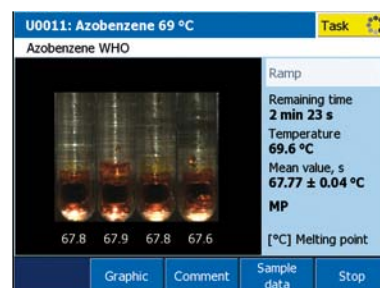 U0011: Azobenzene 69 °C
Task
Azobenzene WHO
Ramp
Remaining time
2 min 23 s
Temperature
69.6 °C
Mean value, s
67.77 ± 0.04 °C
MP
67.8 67.9 67.8 67.6
[°C] Melting point
Graphic
Comment
Sample
data
Stop